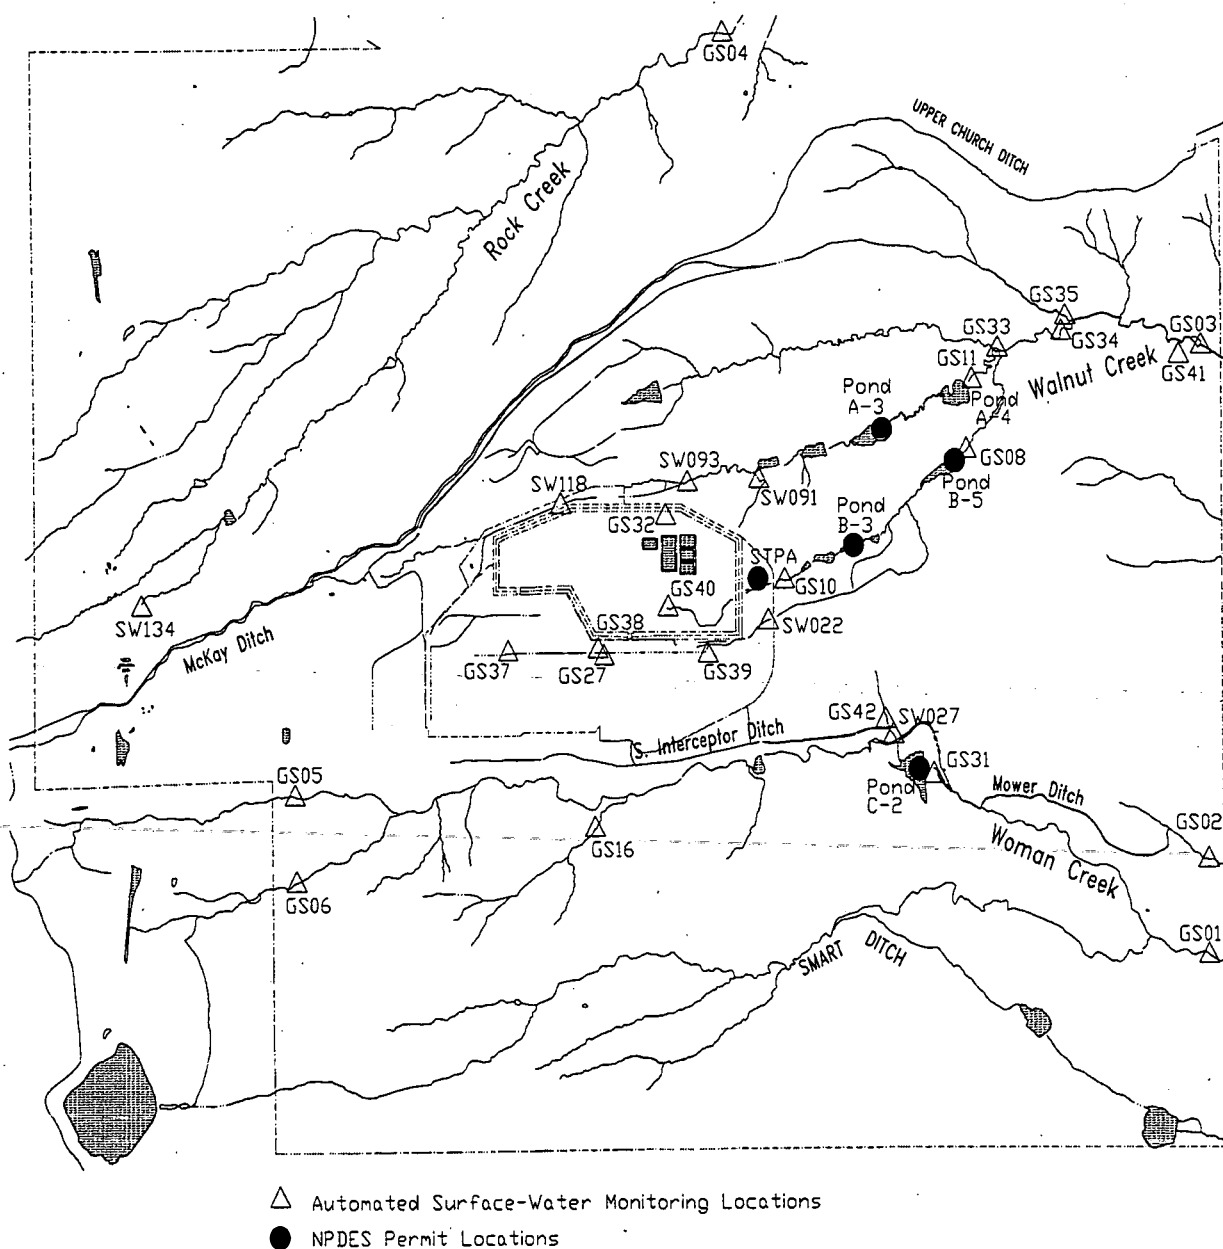 GS04
UPPER CHURCH DITCH
Rock Creek
GS35
GS33
GS03
GS34
GS11
GS41
Walnut Creek
Pond
A-3
Pond
A-4
SW093
GS08
SW118
SW091
Pond
B-5
GS32
Pond
B-3
STPA
GS40
GS10
SW134
McKay Ditch
GS38
SW022
GS37
GS27
GS39
GS42
SW027
S. Interceptor Ditch
GS31
GS05
Pond
C-2
Mower Ditch
GS02
GS16
Woman Creek
GS06
GS01
SMART DITCH
Automated Surface-Water Monitoring Locations
NPDES Permit Locations